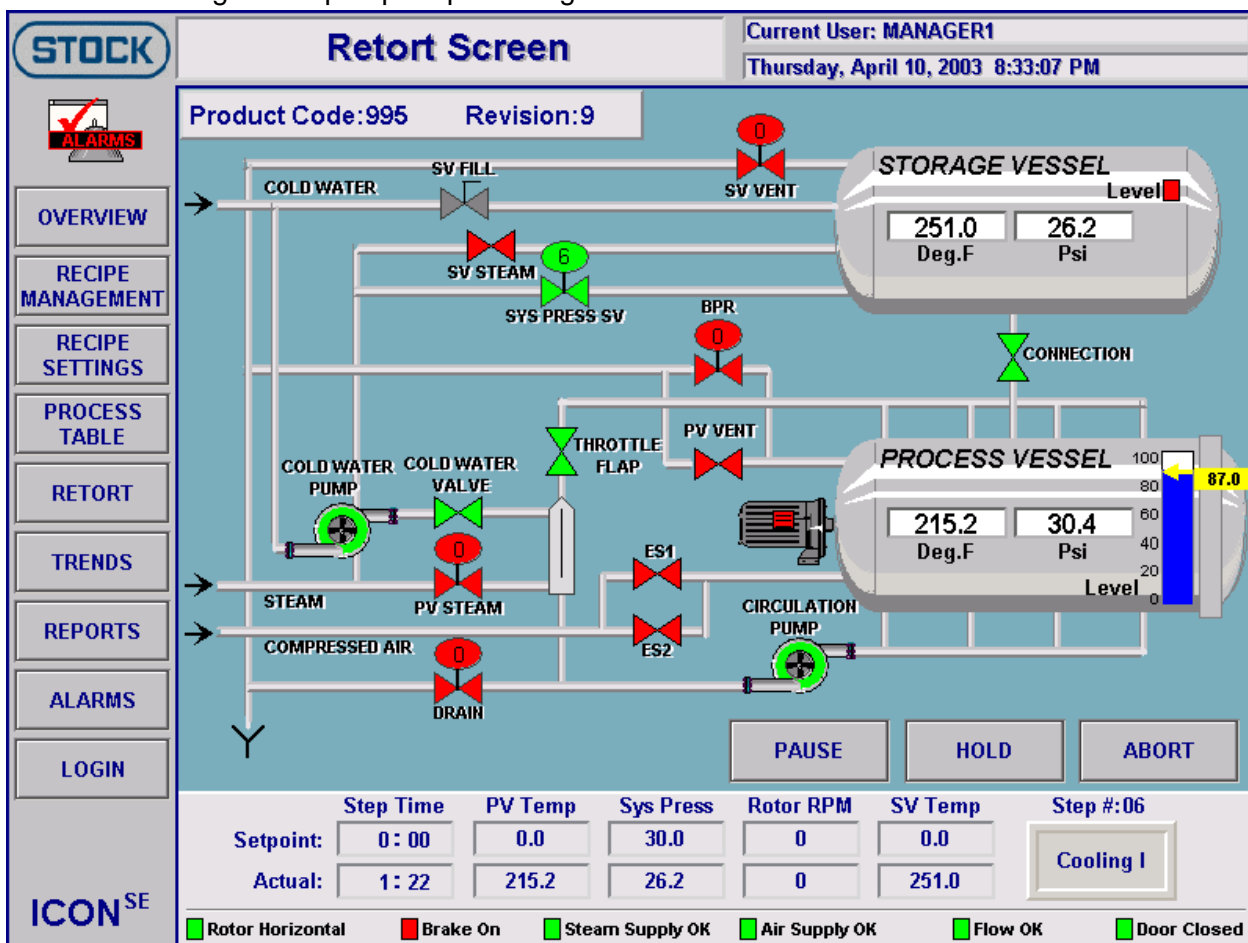 STOCK
Retort Screen
Current User: MANAGER1
Thursday, April 10, 2003 8:33:07 PM
ALARMS
OVERVIEW
RECIPE
MANAGEMENT
RECIPE
SETTINGS
PROCESS
TABLE
RETORT
TRENDS
REPORTS
ALARMS
LOGIN
ICON SE
Product Code:995 Revision:9
0
SV VENT
SV FILL
COLD WATER
STORAGE VESSEL
Level
251.0 26.2
Deg.F Psi
SV STEAM
6
SYS PRESS SV
BPR
0
CONNECTION
THROTTLE
FLAP
PV VENT
COLD WATER
PUMP
COLD WATER
VALVE
PROCESS VESSEL
100
80
60
40
20
0
87.0
215.2 30.4
Deg.F Psi
Level
0
STEAM
PV STEAM
ES1
COMPRESSED AIR
ES2
0
DRAIN
CIRCULATION
PUMP
PAUSE HOLD ABORT
Step Time PV Temp Sys Press Rotor RPM SV Temp Step #:06
Setpoint: 0: 00 0.0 30.0 0 0.0
Actual: 1: 22 215.2 26.2 0 251.0
Cooling I
Rotor Horizontal Brake On Steam Supply OK Air Supply OK Flow OK Door Closed